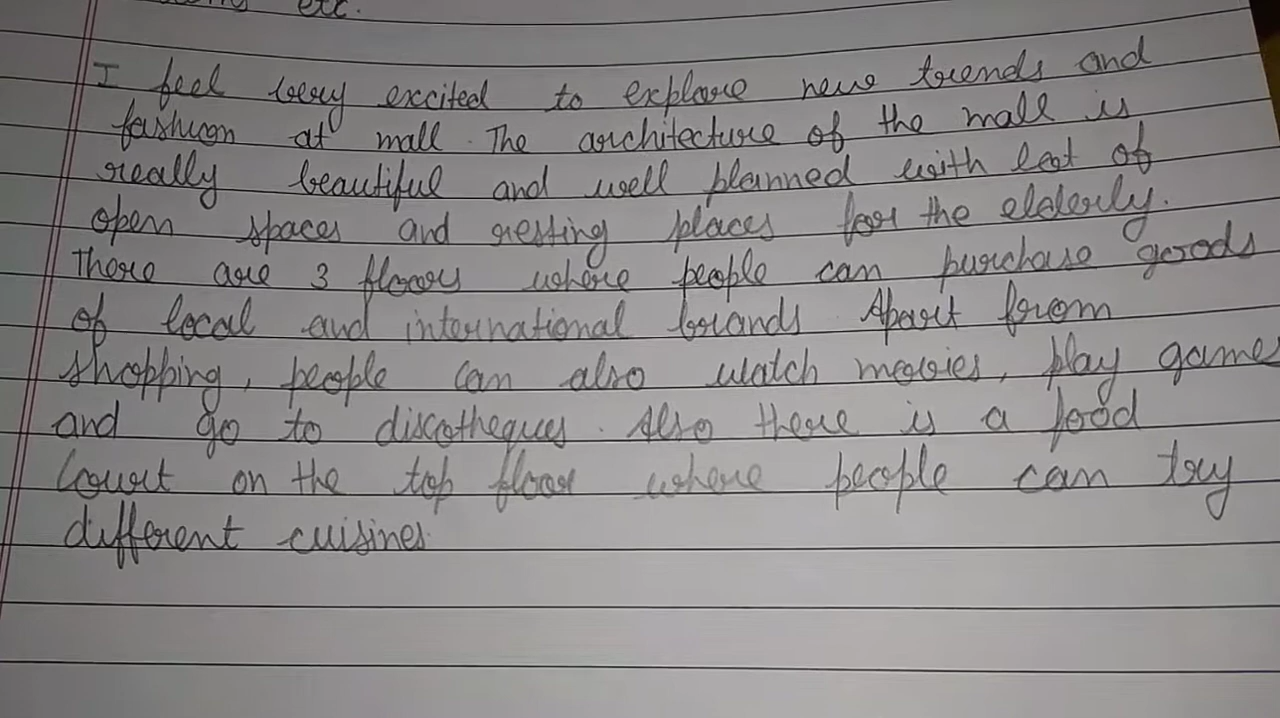 etc.
I feel very excited to explore new trends and
fashion at mall. The architecture of the mall is
really beautiful and well planned with lot of
open spaces and resting places for the elderly.
There are 3 floors where people can purchase goods
of local and international brands. Apart from
shopping, people can also watch movies, play games
and go to discotheques. Also there is a food
court on the top floor where people can try
different cuisines.